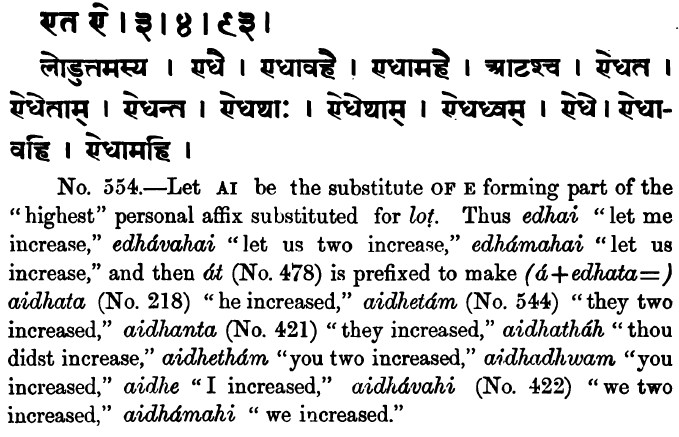 एत ऐ । ३ । ४ । ९३ ।
लोडुत्तमस्य । एधै । एधावहै । एधामहै । आटश्च । ऐधत ।
ऐधेताम् । ऐधन्त । ऐधथाः । ऐधेथाम् । ऐधध्वम् । ऐधे । ऐधा-
वहि । ऐधामहि ।
No. 554.—Let AI be the substitute OF E forming part of the
“highest” personal affix substituted for loṭ. Thus edhai “let me
increase,” edhávahai “let us two increase,” edhámahai “let us
increase,” and then át (No. 478) is prefixed to make (á+edhata=)
aidhata (No. 218) “he increased,” aidhetám (No. 544) “they two
increased,” aidhanta (No. 421) “they increased,” aidhatháh “thou
didst increase,” aidhethám “you two increased,” aidhadhwam “you
increased,” aidhe “I increased,” aidhávahi (No. 422) “we two
increased,” aidhámahi “we increased.”